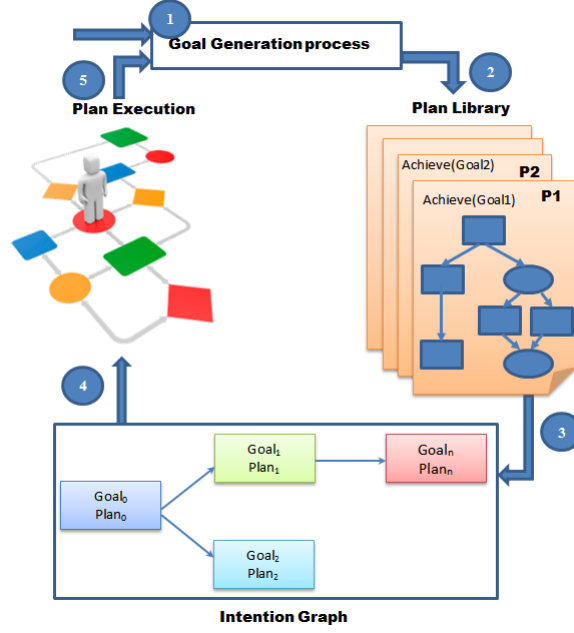 1
Goal Generation process
5
2
Plan Execution
Plan Library
Achieve(Goal2)
P2
Achieve(Goal1)
P1
4
3
Goal₁
Plan₁
Goalₙ
Planₙ
Goal₀
Plan₀
Goal₂
Plan₂
Intention Graph